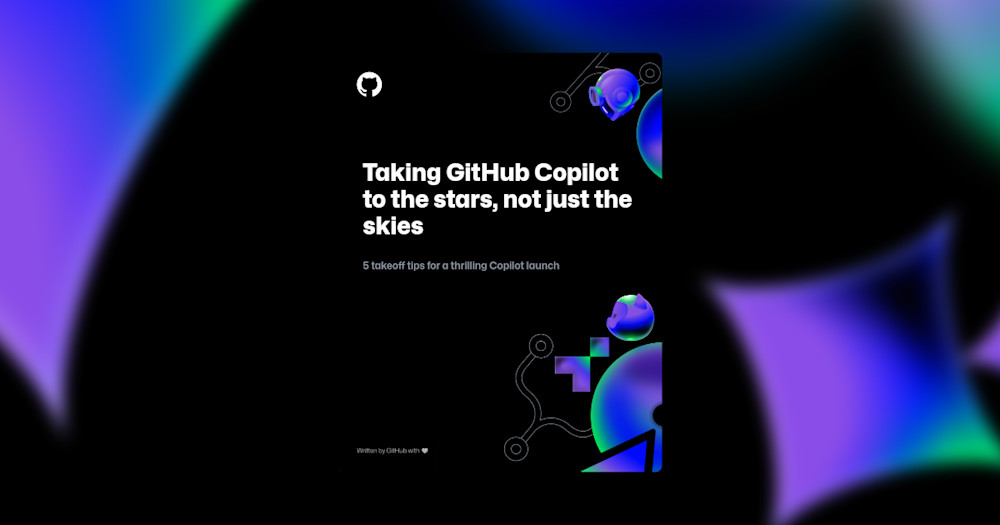 Taking GitHub Copilot
to the stars, not just the
skies
5 takeoff tips for a thrilling Copilot launch
Written by GitHub with